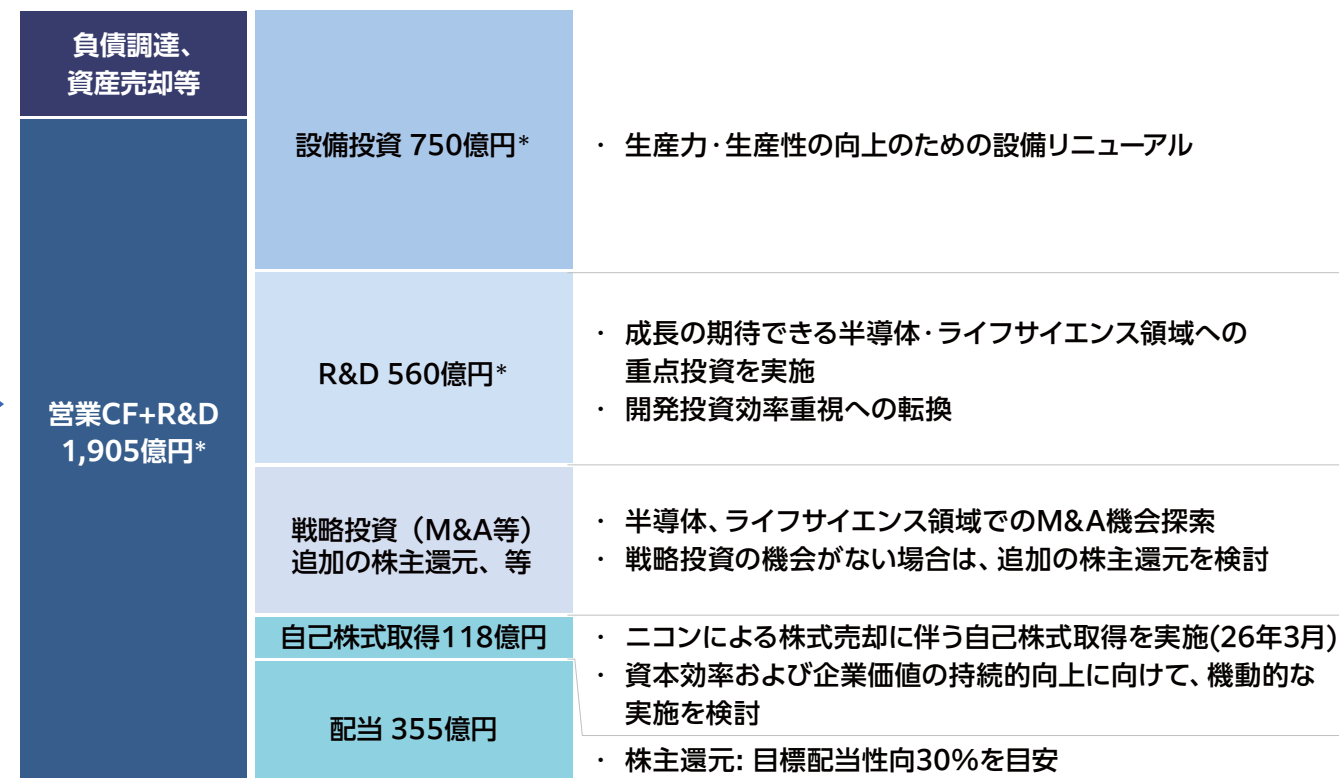 負債調達、
資産売却等
営業CF+R&D
1,905億円*
設備投資 750億円*
・ 生産力・生産性の向上のための設備リニューアル
R&D 560億円*
・ 成長の期待できる半導体・ライフサイエンス領域への
重点投資を実施
・ 開発投資効率重視への転換
戦略投資（M&A等）
追加の株主還元、等
・ 半導体、ライフサイエンス領域でのM&A機会探索
・ 戦略投資の機会がない場合は、追加の株主還元を検討
自己株式取得118億円
・ ニコンによる株式売却に伴う自己株式取得を実施(26年3月)
・ 資本効率および企業価値の持続的向上に向けて、機動的な
実施を検討
配当 355億円
・ 株主還元: 目標配当性向30%を目安